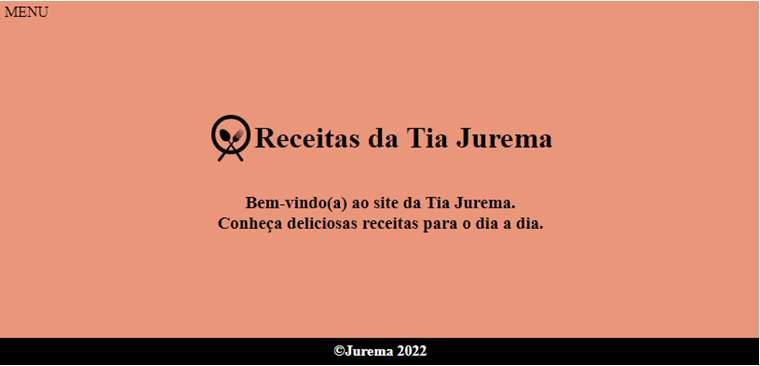 MENU
Receitas da Tia Jurema
Bem-vindo(a) ao site da Tia Jurema.
Conheça deliciosas receitas para o dia a dia.
©Jurema 2022